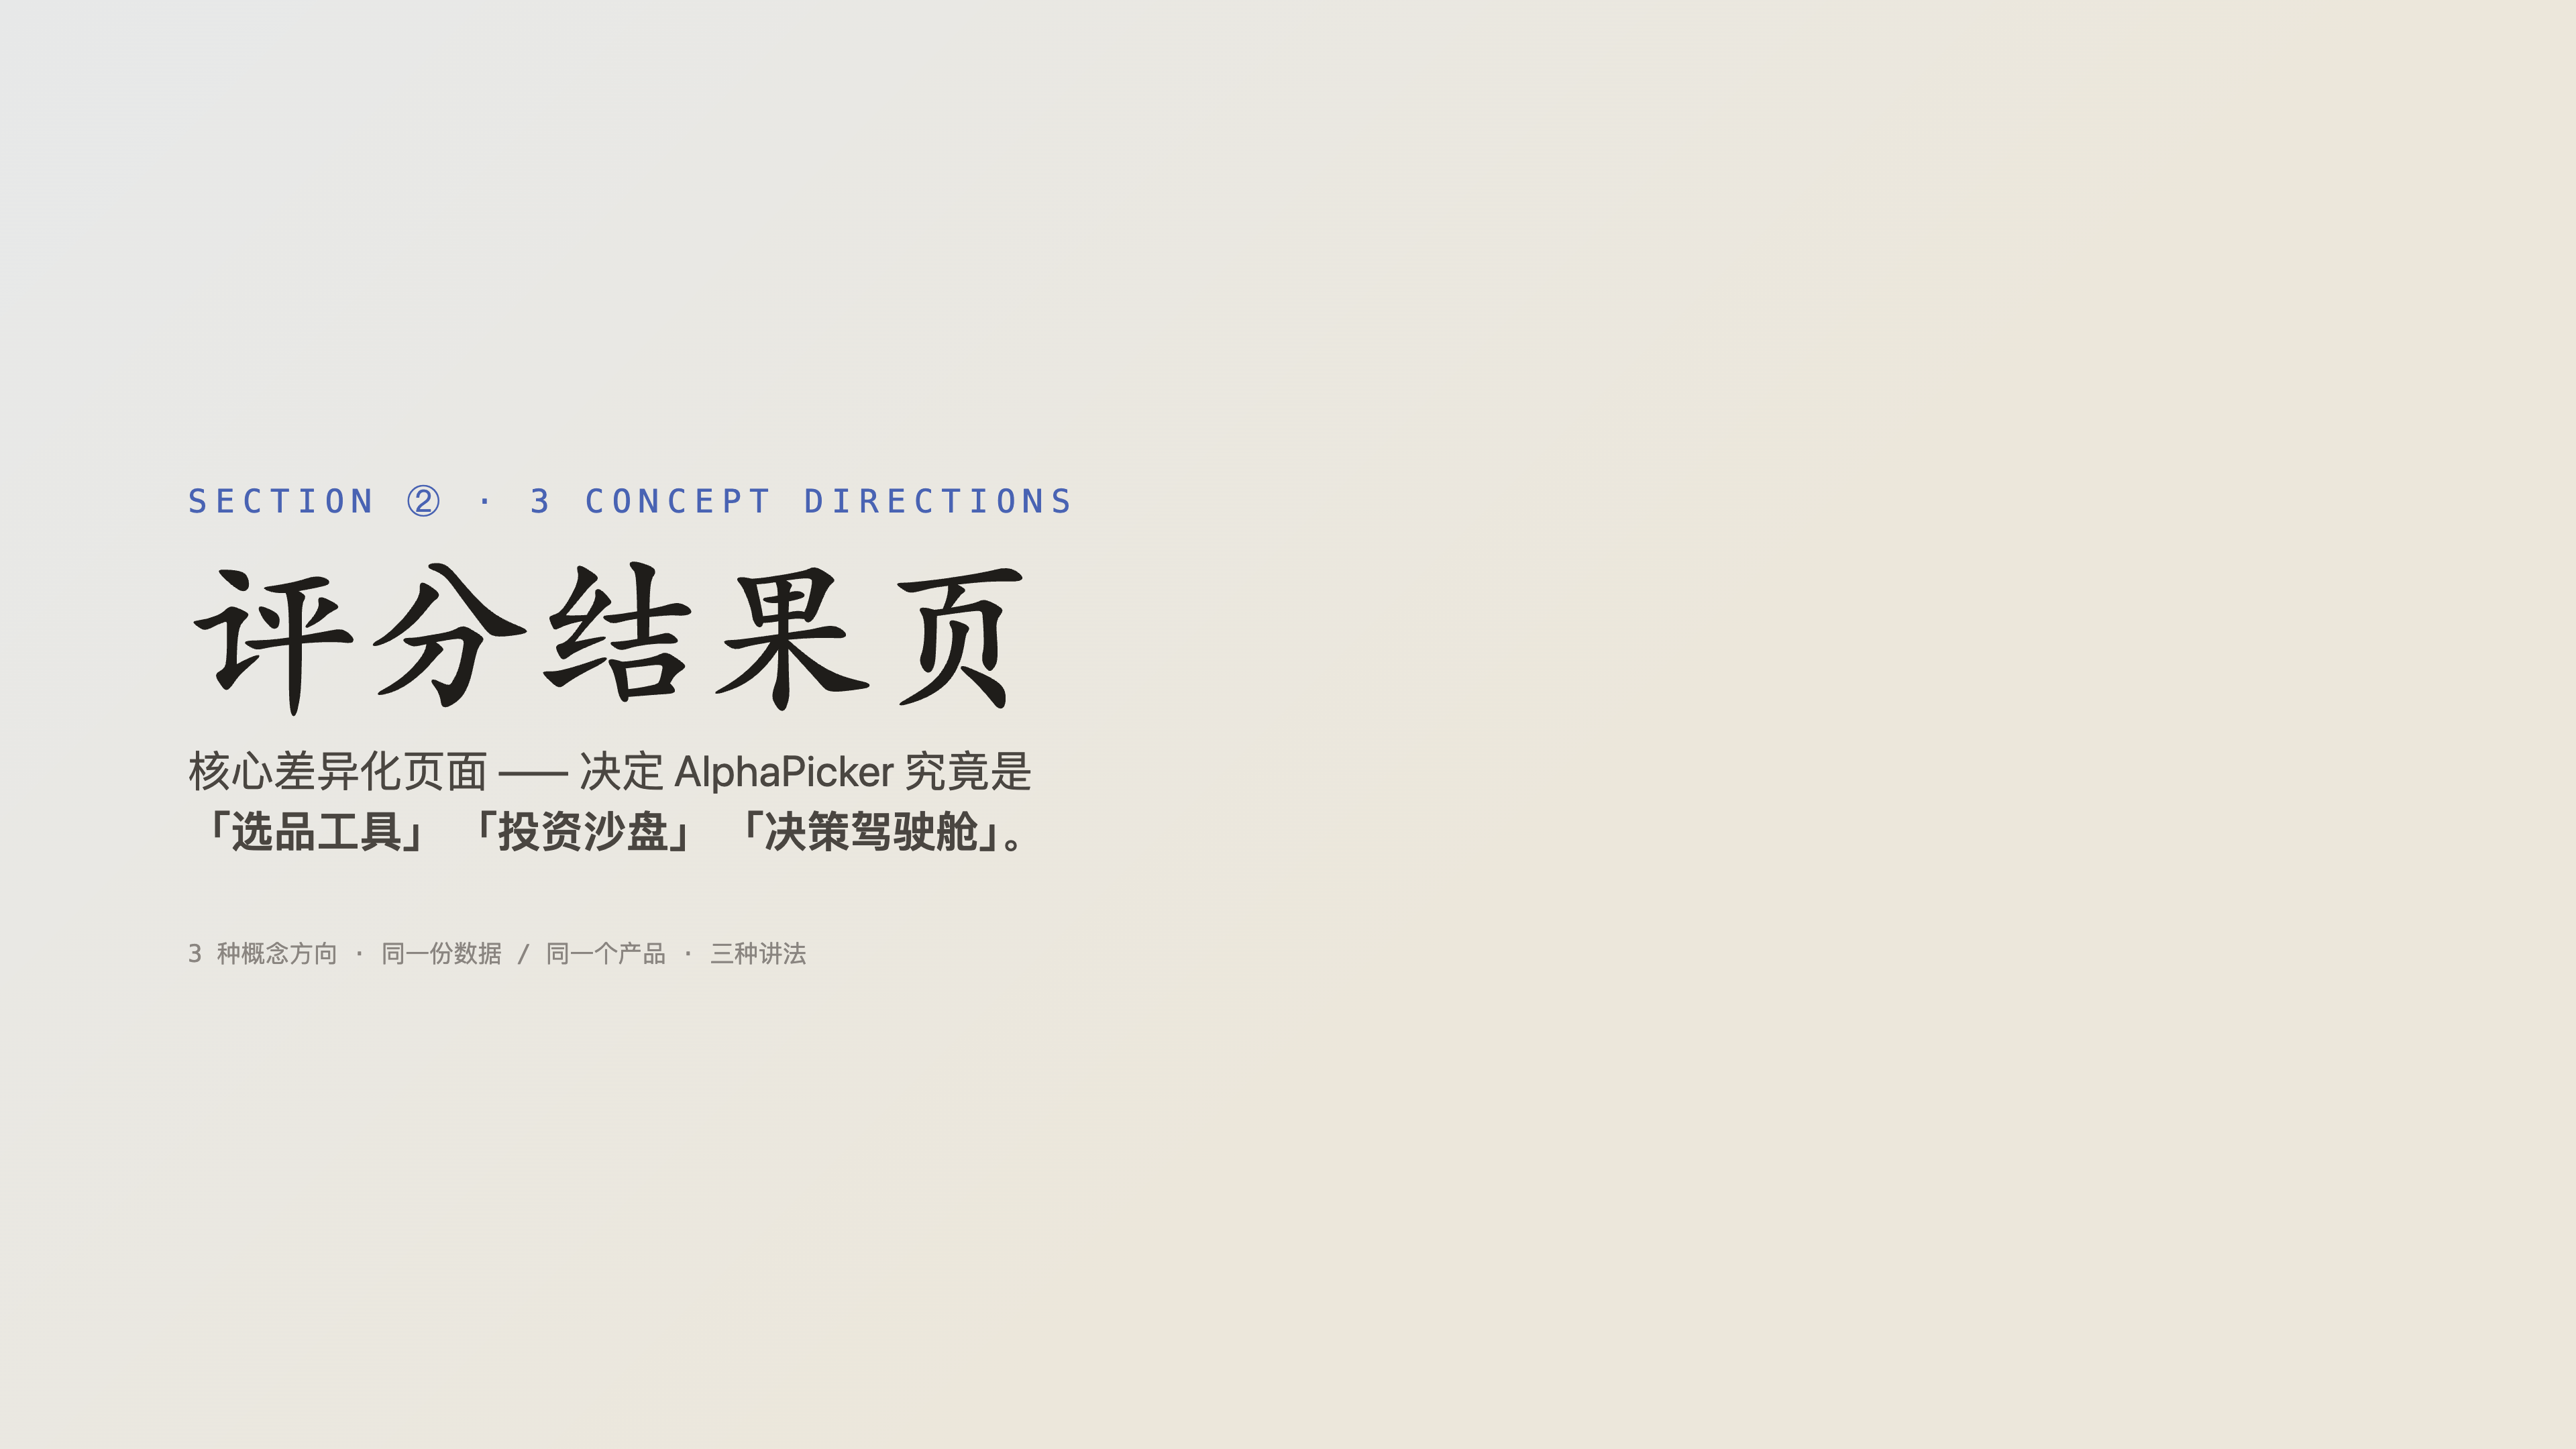 SECTION ② · 3 CONCEPT DIRECTIONS
评分结果页
核心差异化页面 —— 决定 AlphaPicker 究竟是
「选品工具」「投资沙盘」「决策驾驶舱」。
3 种概念方向 · 同一份数据 / 同一个产品 · 三种讲法